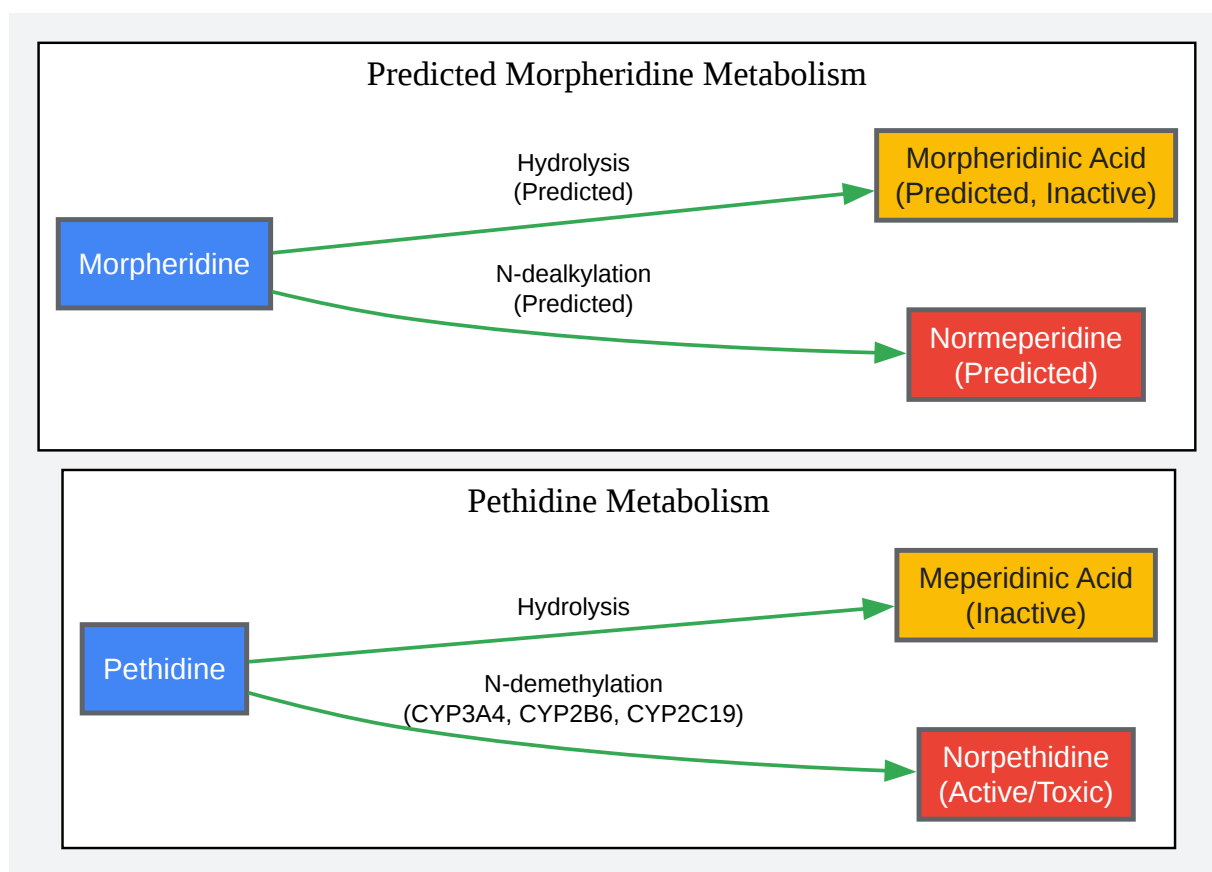 Predicted Morpheridine Metabolism
Hydrolysis
(Predicted)
Morpheridinic Acid
(Predicted, Inactive)
Morpheridine
N-dealkylation
(Predicted)
Normeperidine
(Predicted)
Pethidine Metabolism
Hydrolysis
Meperidinic Acid
(Inactive)
Pethidine
N-demethylation
(CYP3A4, CYP2B6, CYP2C19)
Norpethidine
(Active/Toxic)